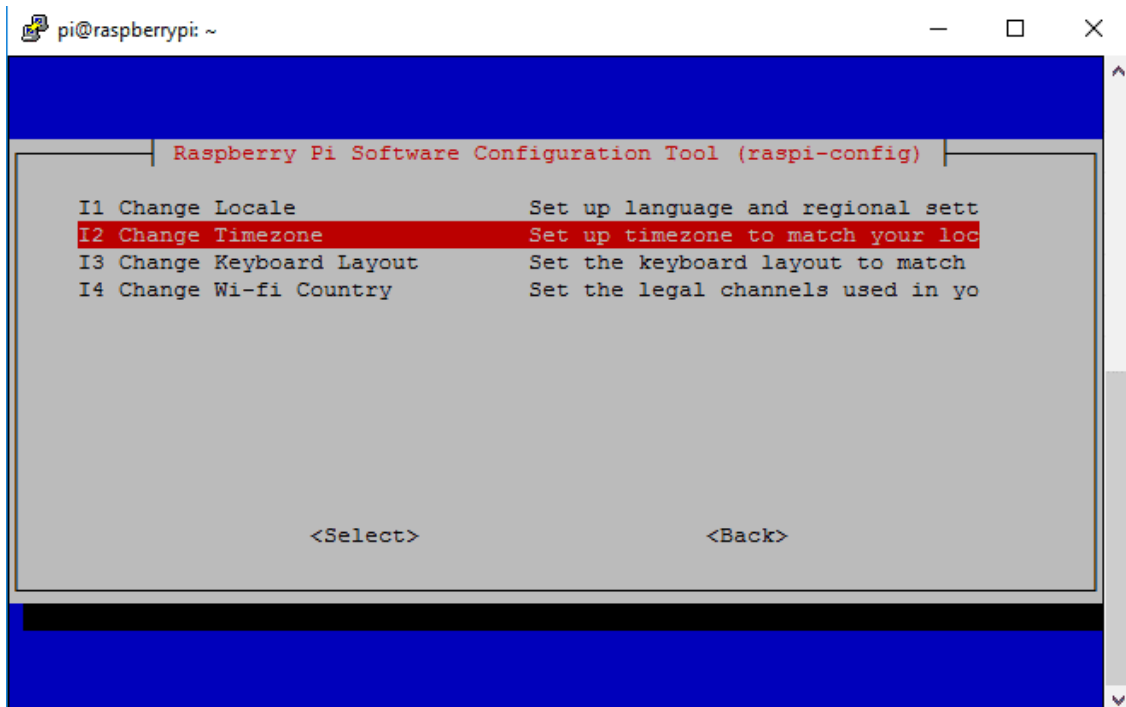 pi@raspberrypi: ~
Raspberry Pi Software Configuration Tool (raspi-config)
I1 Change Locale Set up language and regional sett
I2 Change Timezone Set up timezone to match your loc
I3 Change Keyboard Layout Set the keyboard layout to match
I4 Change Wi-fi Country Set the legal channels used in yo
<Select> <Back>